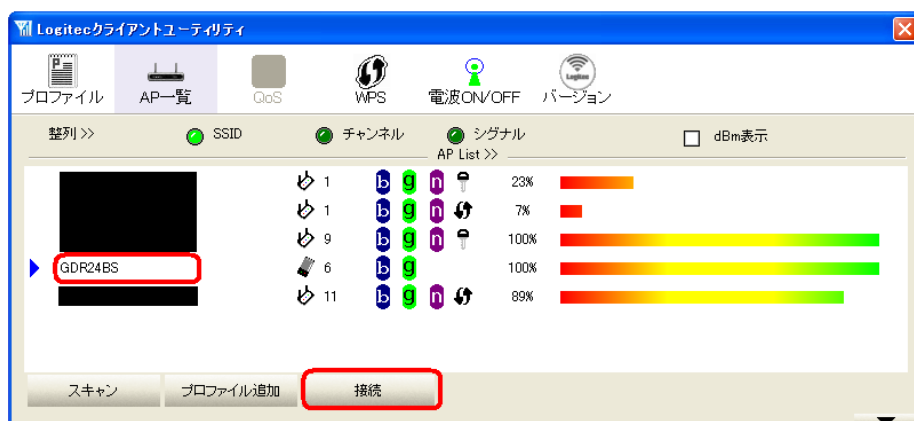 Logitecクライアントユーティリティ
プロファイル AP一覧 QoS WPS 電波ON/OFF バージョン
整列>> SSID チャンネル シグナル dBm表示
AP List >>
1 b g n 23%
1 b g n 7%
9 b g n 100%
GDR24BS 6 b g 100%
11 b g n 89%
スキャン プロファイル追加 接続